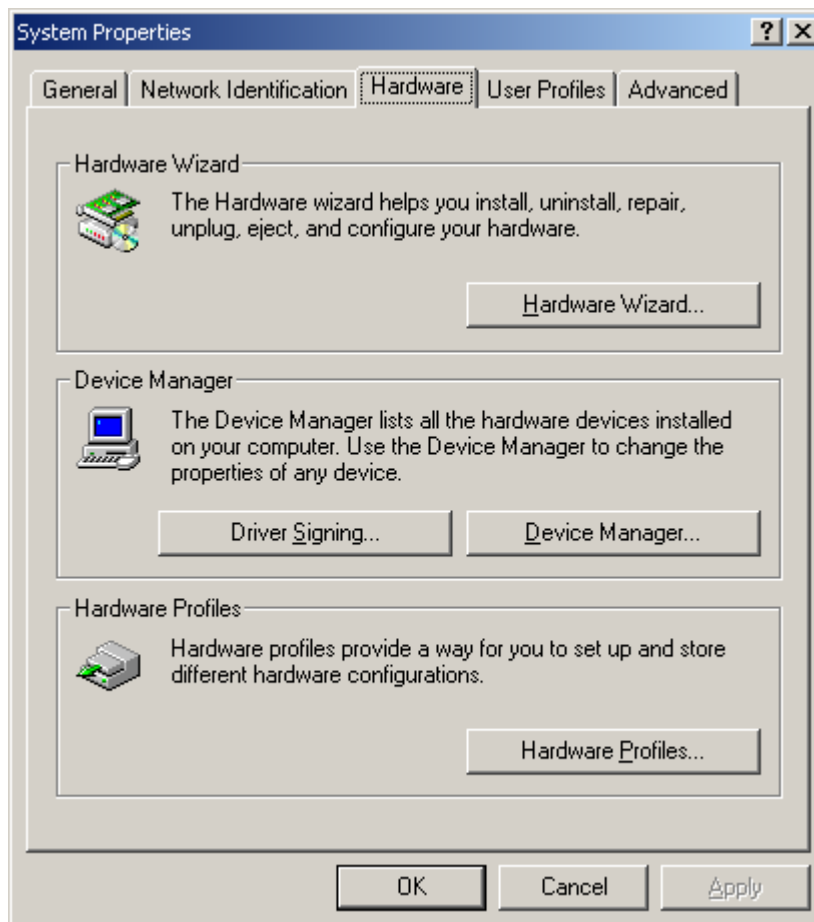 System Properties
General Network Identification Hardware User Profiles Advanced
Hardware Wizard
The Hardware wizard helps you install, uninstall, repair,
unplug, eject, and configure your hardware.
Hardware Wizard...
Device Manager
The Device Manager lists all the hardware devices installed
on your computer. Use the Device Manager to change the
properties of any device.
Driver Signing... Device Manager...
Hardware Profiles
Hardware profiles provide a way for you to set up and store
different hardware configurations.
Hardware Profiles...
OK Cancel Apply